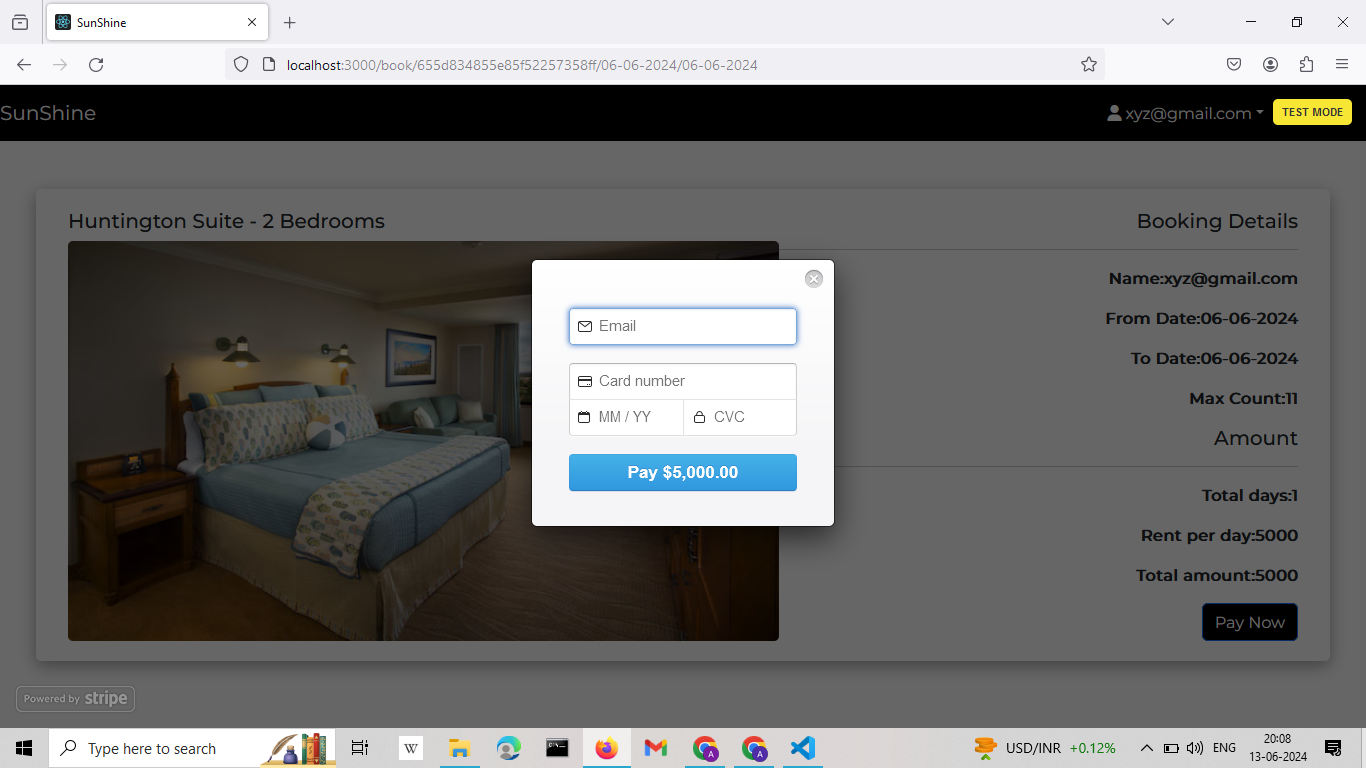 SunShine
localhost:3000/book/655d834855e85f52257358ff/06-06-2024/06-06-2024
SunShine
xyz@gmail.com
TEST MODE
Huntington Suite - 2 Bedrooms
Booking Details
Name:xyz@gmail.com
From Date:06-06-2024
To Date:06-06-2024
Max Count:11
Amount
Total days:1
Rent per day:5000
Total amount:5000
Pay Now
Email
Card number
MM / YY
CVC
Pay $5,000.00
Powered by stripe
Type here to search
W
A
A
USD/INR +0.12%
ENG
20:08
13-06-2024